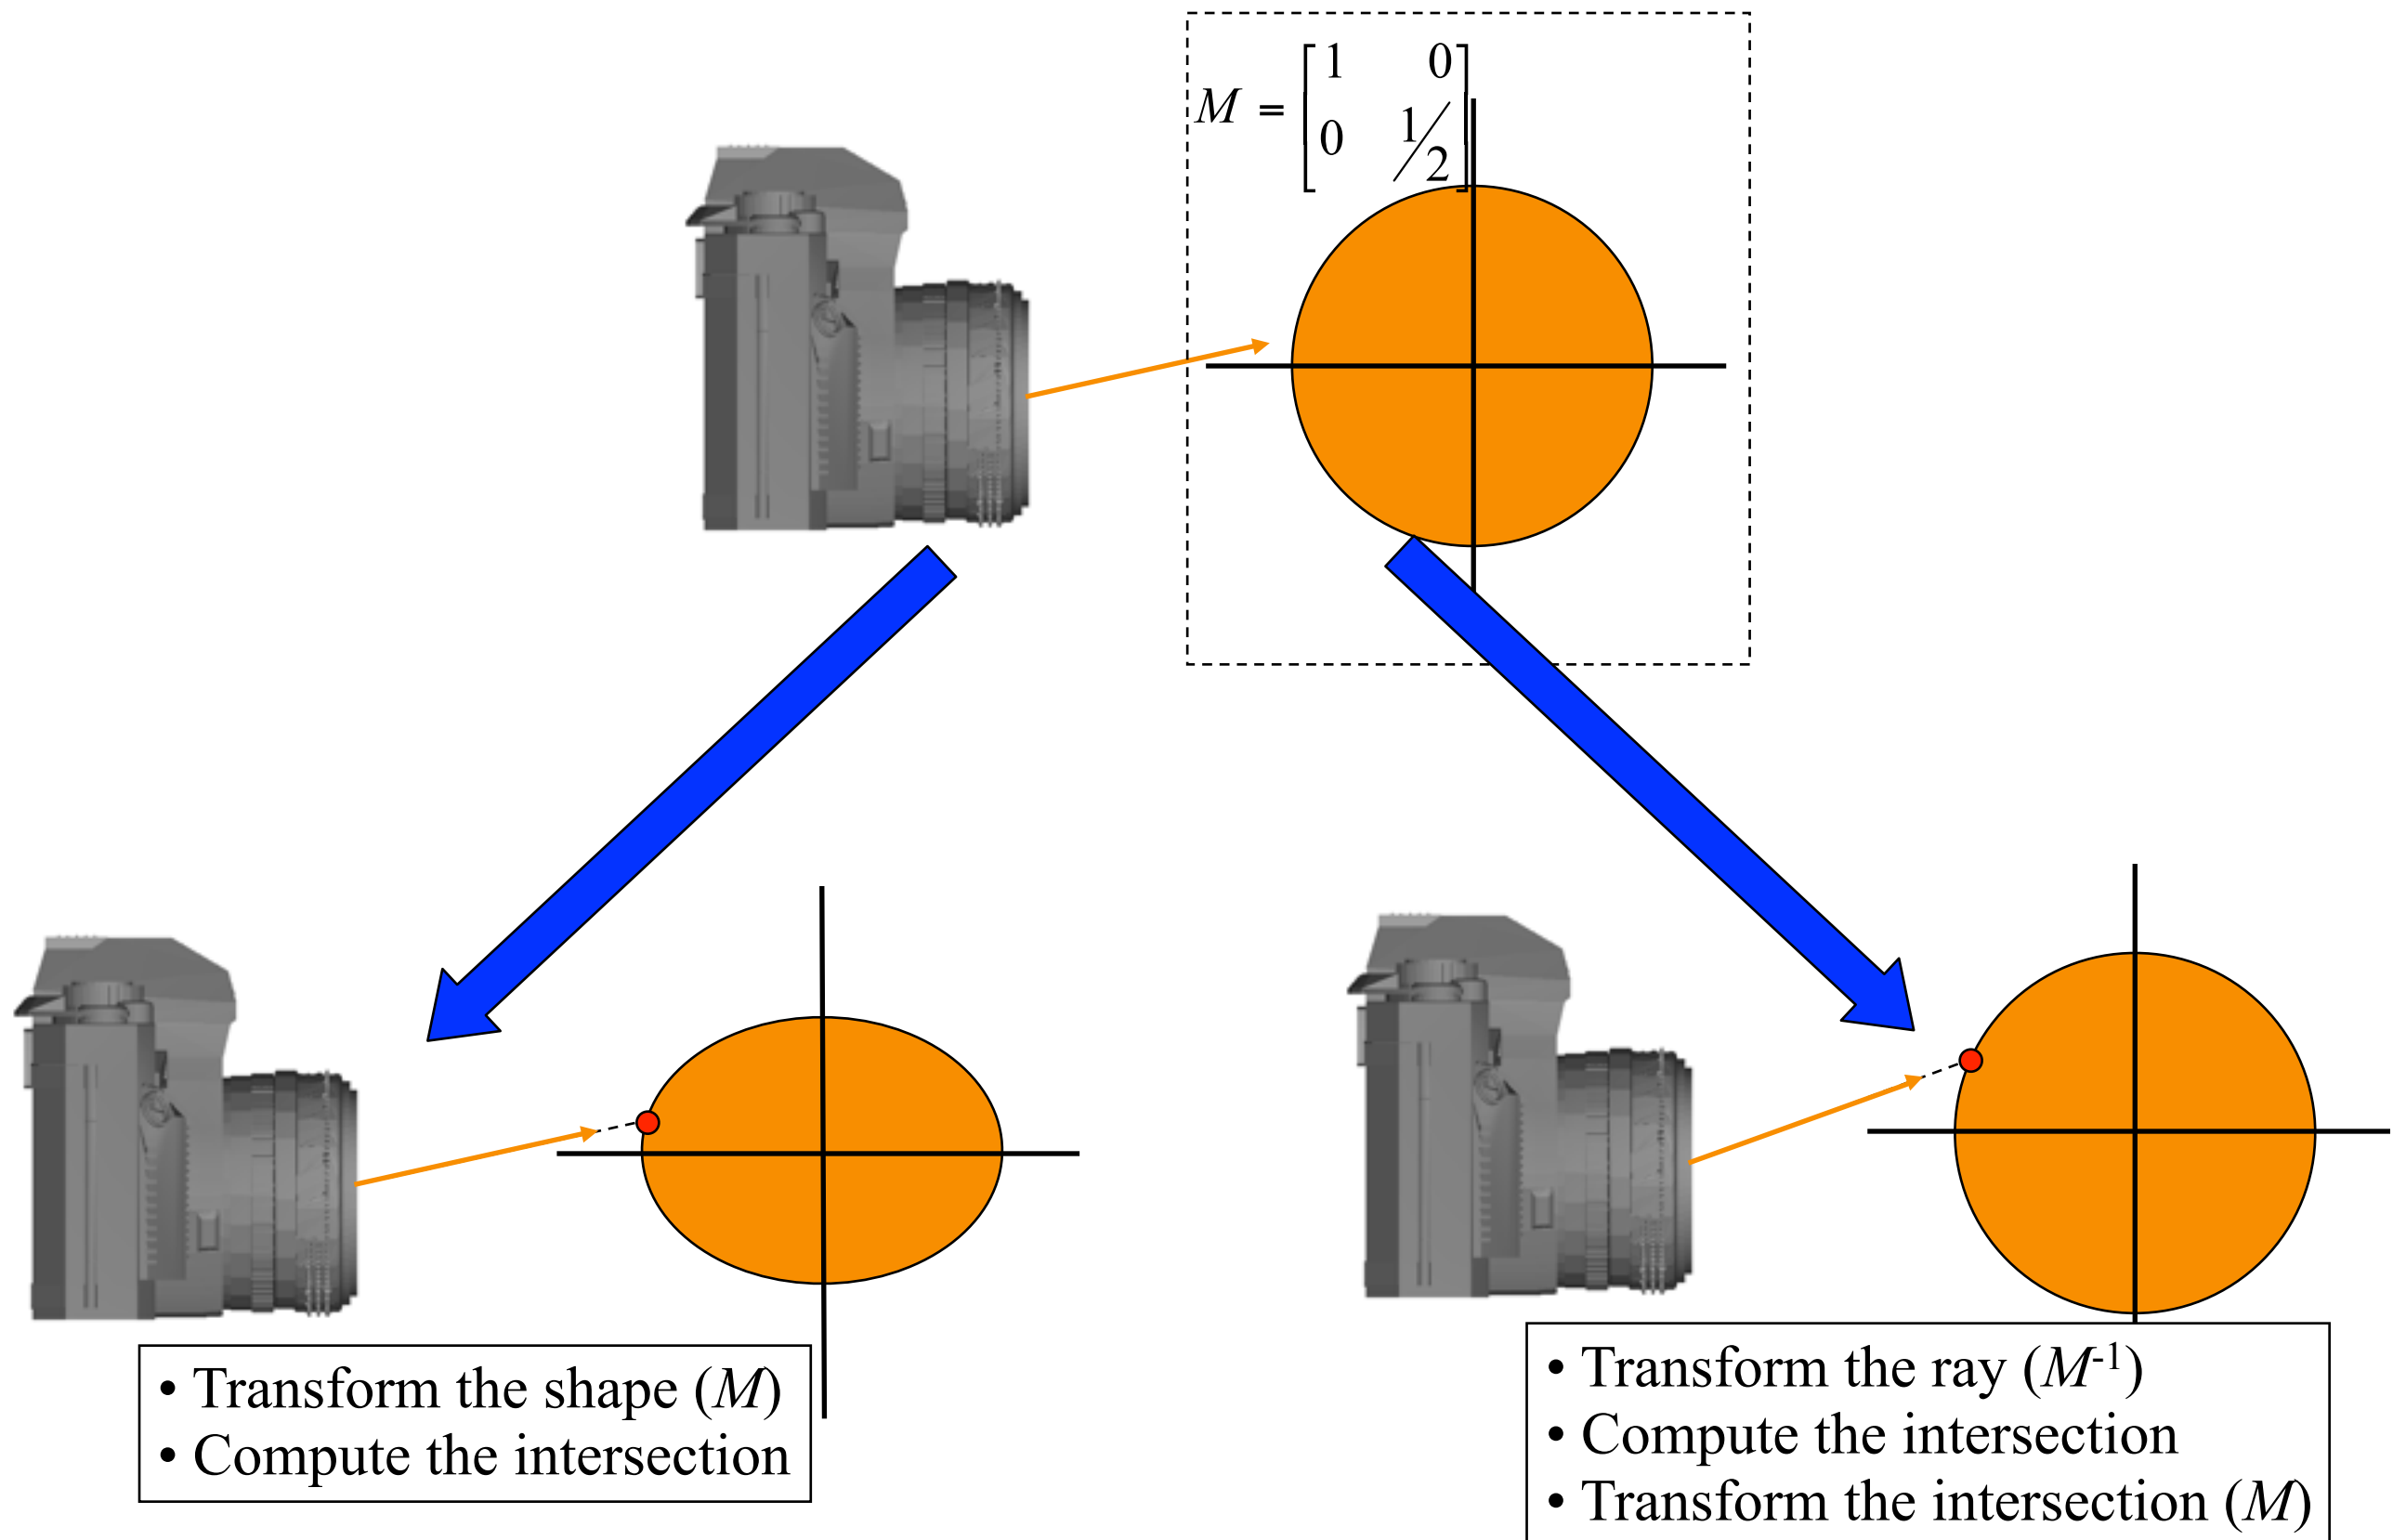 M = [1 0
0 1/2]
• Transform the shape (M)
• Compute the intersection
• Transform the ray (M⁻¹)
• Compute the intersection
• Transform the intersection (M)